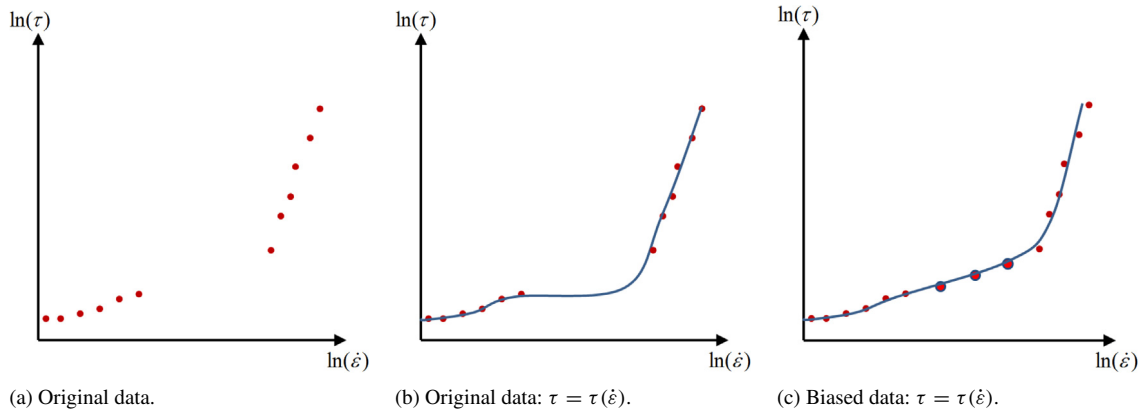 ln(τ)
ln(ε̇)
(a) Original data.
ln(τ)
ln(ε̇)
(b) Original data: τ = τ(ε̇).
ln(τ)
ln(ε̇)
(c) Biased data: τ = τ(ε̇).